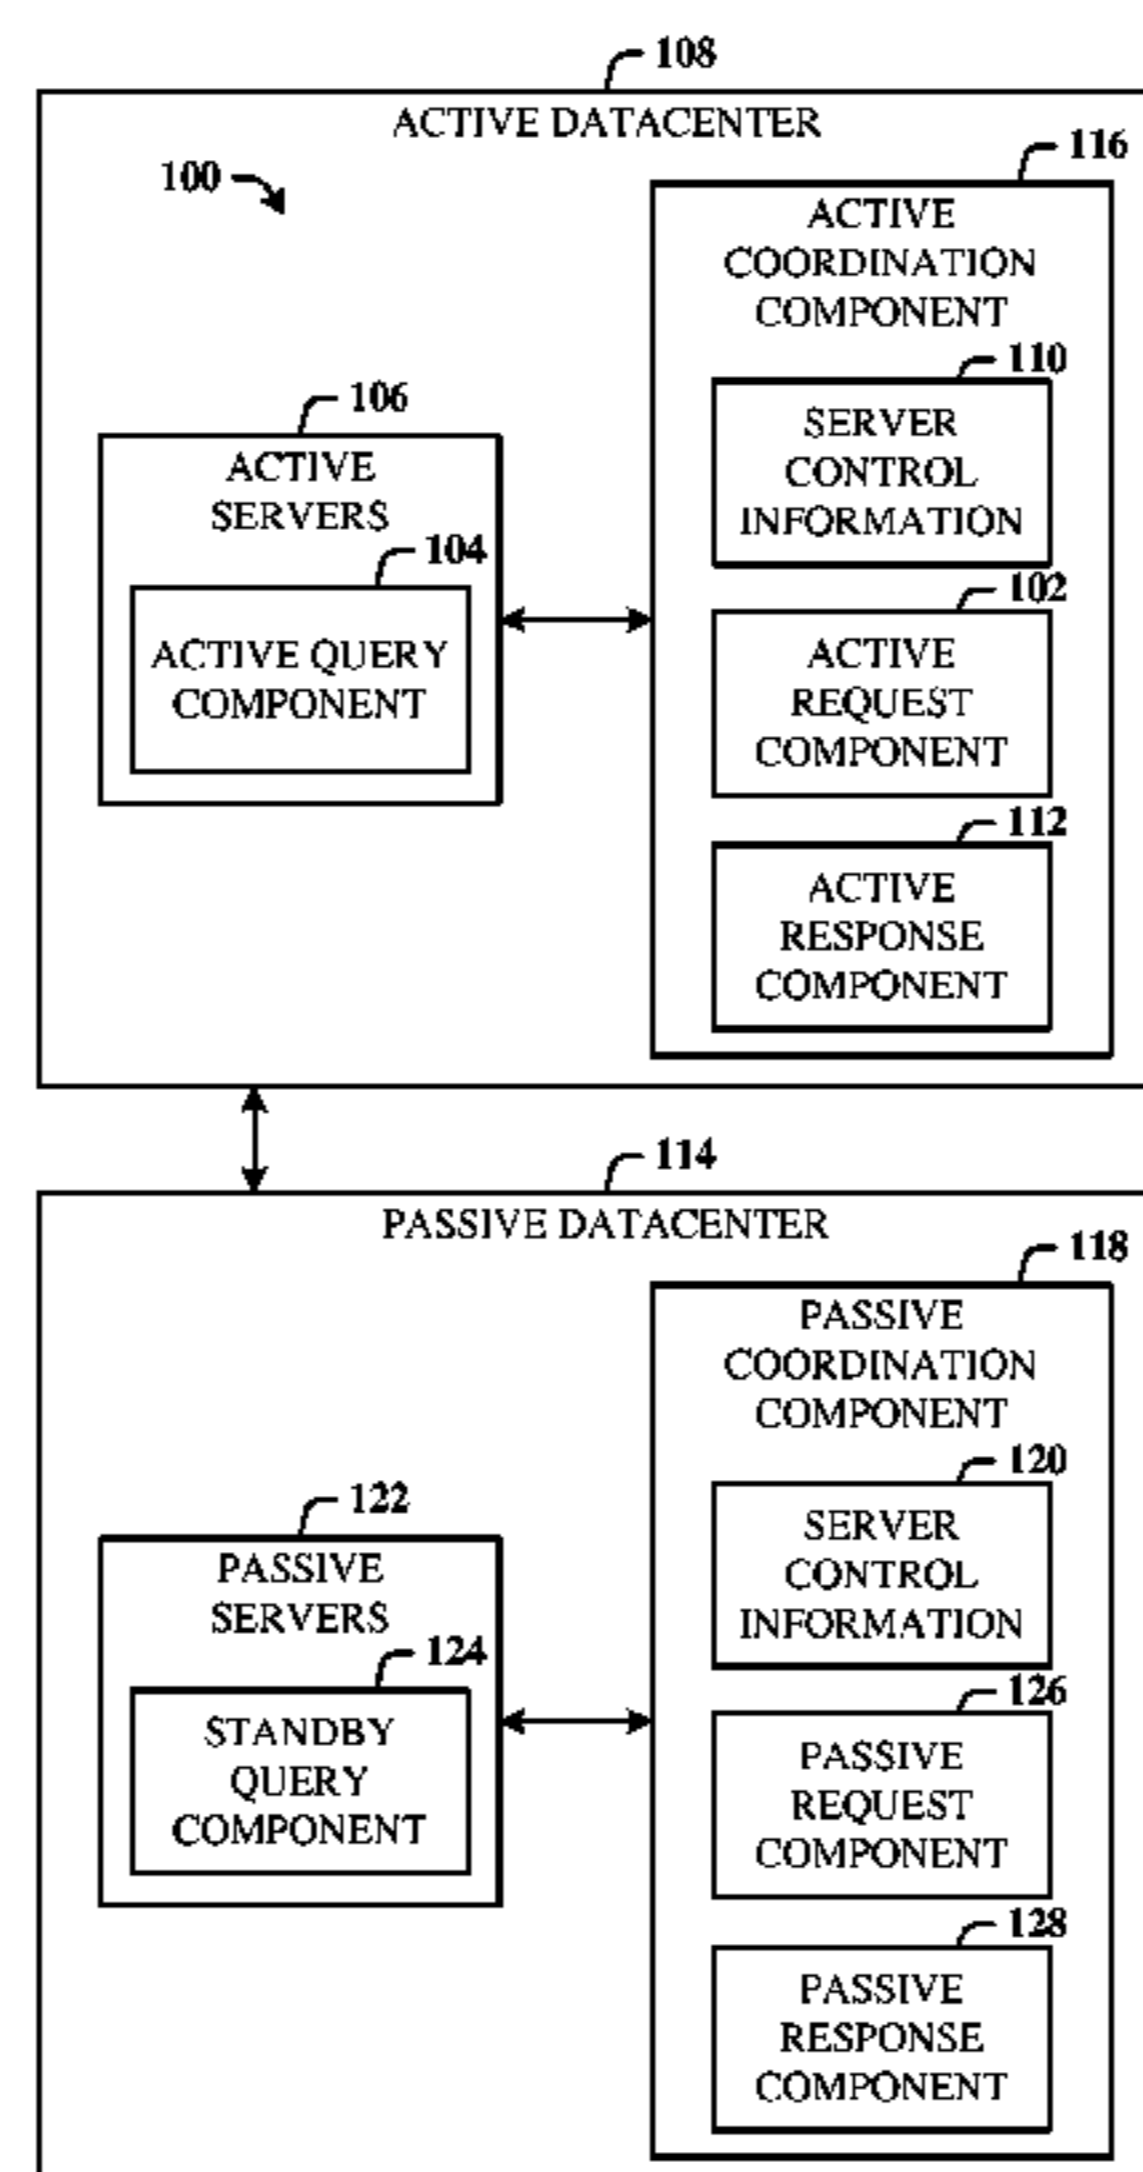 108
ACTIVE DATACENTER
100
116
ACTIVE
COORDINATION
COMPONENT
110
SERVER
CONTROL
INFORMATION
106
ACTIVE
SERVERS
104
ACTIVE QUERY
COMPONENT
102
ACTIVE
REQUEST
COMPONENT
112
ACTIVE
RESPONSE
COMPONENT
114
PASSIVE DATACENTER
118
PASSIVE
COORDINATION
COMPONENT
120
SERVER
CONTROL
INFORMATION
122
PASSIVE
SERVERS
124
STANDBY
QUERY
COMPONENT
126
PASSIVE
REQUEST
COMPONENT
128
PASSIVE
RESPONSE
COMPONENT